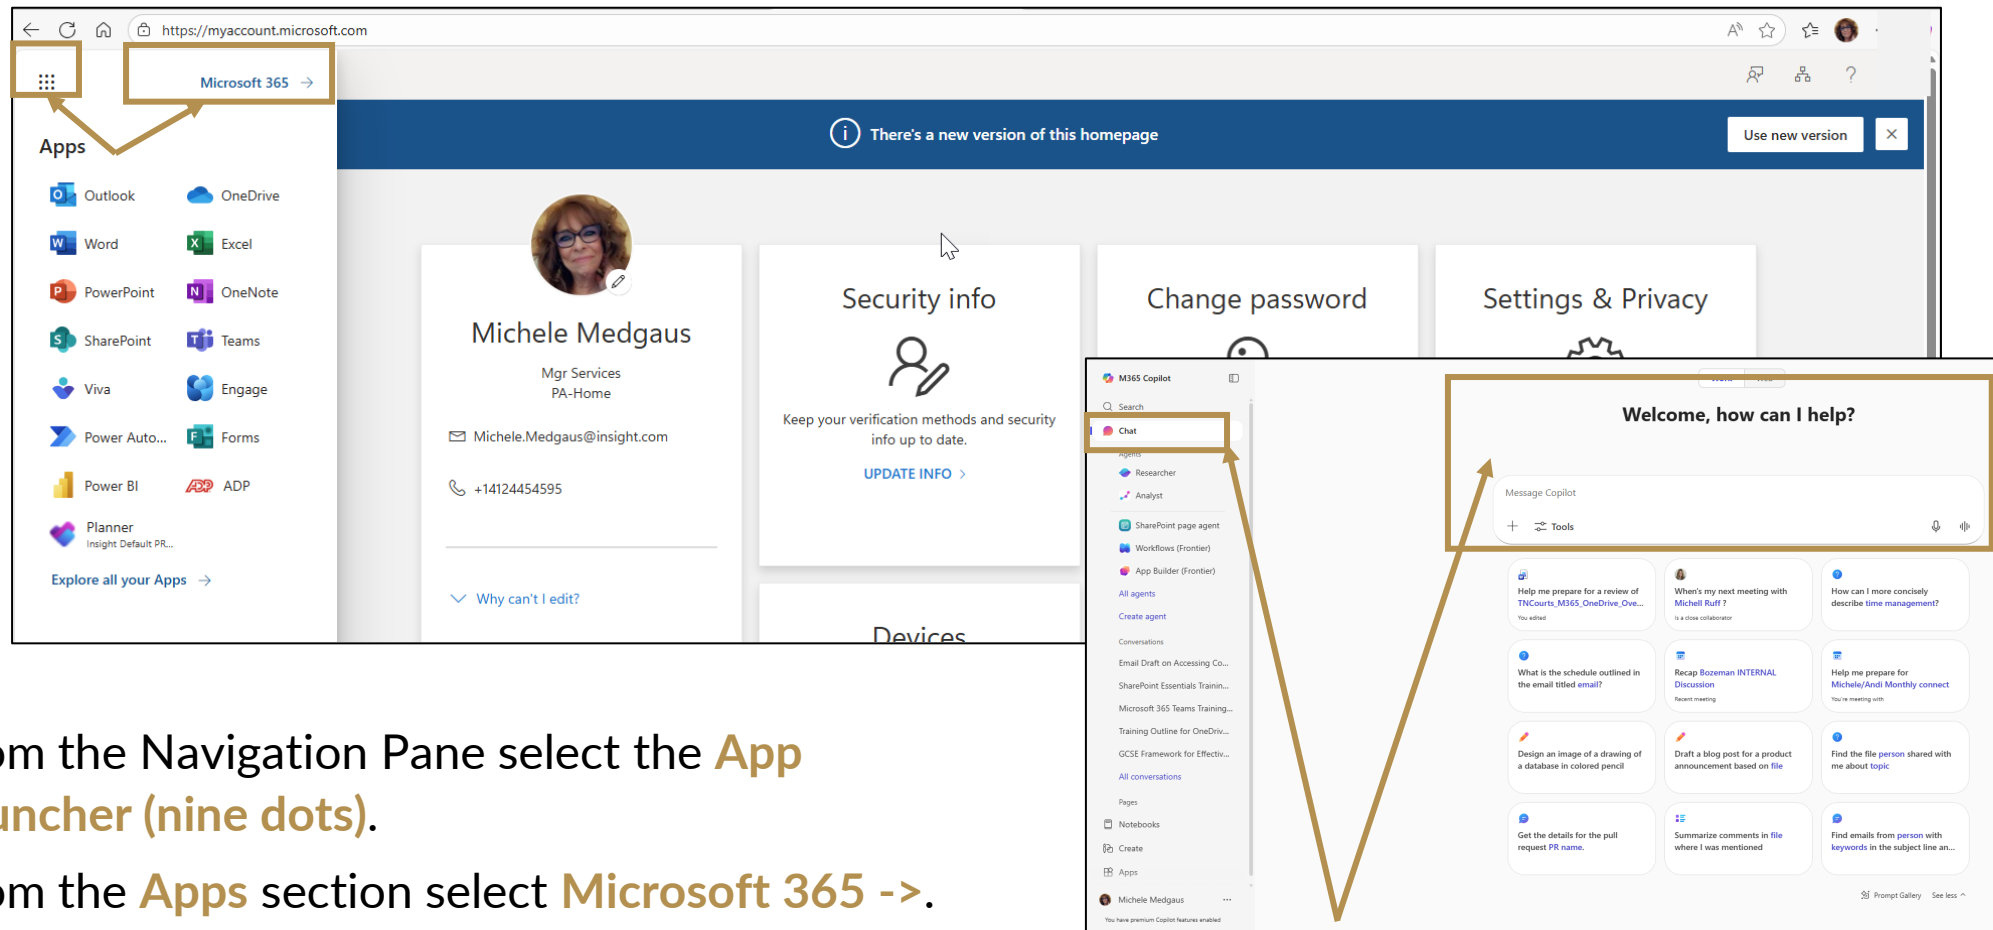 https://myaccount.microsoft.com
Microsoft 365 →
Apps
Outlook
OneDrive
Word
Excel
PowerPoint
OneNote
SharePoint
Teams
Viva
Engage
Power Auto...
Forms
Power BI
ADP
Planner
Insight Default PR...
Explore all your Apps →
There's a new version of this homepage
Use new version
Michele Medgaus
Mgr Services
PA-Home
Michele.Medgaus@insight.com
+14124454595
Why can't I edit?
Security info
Keep your verification methods and security
info up to date.
UPDATE INFO >
Devices
Change password
Settings & Privacy
M365 Copilot
Search
Chat
Agents
Researcher
Analyst
SharePoint page agent
Workflows (Frontier)
App Builder (Frontier)
All agents
Create agent
Conversations
Email Draft on Accessing Co...
SharePoint Essentials Trainin...
Microsoft 365 Teams Training...
Training Outline for OneDriv...
GCSE Framework for Effectiv...
All conversations
Pages
Notebooks
Create
Apps
Michele Medgaus
You have premium Copilot features enabled
Welcome, how can I help?
Message Copilot
Tools
Help me prepare for a review of
TNCourts_M365_OneDrive_Ove...
You edited
When's my next meeting with
Michell Ruff ?
Is a close collaborator
How can I more concisely
describe time management?
What is the schedule outlined in
the email titled email?
Recap Bozeman INTERNAL
Discussion
Recent meeting
Help me prepare for
Michele/Andi Monthly connect
You're meeting with
Design an image of a drawing of
a database in colored pencil
Draft a blog post for a product
announcement based on file
Find the file person shared with
me about topic
Get the details for the pull
request PR name.
Summarize comments in file
where I was mentioned
Find emails from person with
keywords in the subject line an...
Prompt Gallery
See less
om the Navigation Pane select the App
uncher (nine dots).
om the Apps section select Microsoft 365 ->.